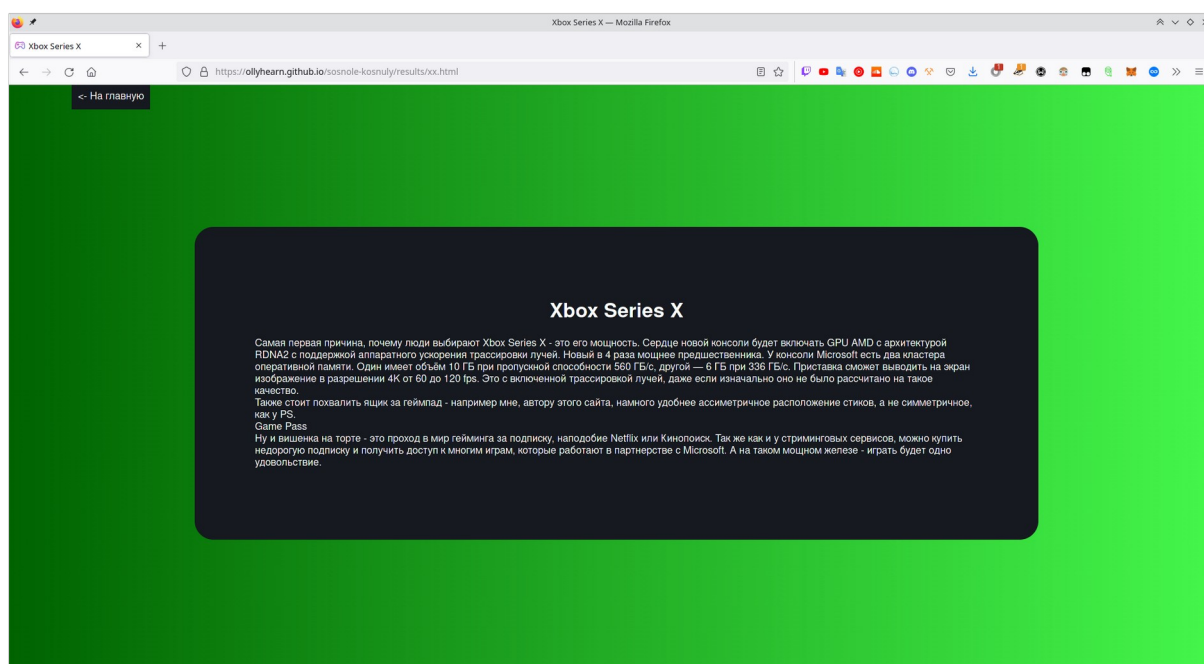 Xbox Series X — Mozilla Firefox
Xbox Series X
https://ollyhearn.github.io/sosnole-kosnuly/results/xx.html
<- На главную
Xbox Series X
Самая первая причина, почему люди выбирают Xbox Series X - это его мощность. Сердце новой консоли будет включать GPU AMD с архитектурой
RDNA2 с поддержкой аппаратного ускорения трассировки лучей. Новый в 4 раза мощнее предшественника. У консоли Microsoft есть два кластера
оперативной памяти. Один имеет объём 10 ГБ при пропускной способности 560 ГБ/с, другой — 6 ГБ при 336 ГБ/с. Приставка сможет выводить на экран
изображение в разрешении 4K от 60 до 120 fps. Это с включенной трассировкой лучей, даже если изначально оно не было рассчитано на такое
качество.
Также стоит похвалить ящик за геймпад - например мне, автору этого сайта, намного удобнее ассиметричное расположение стиков, а не симметричное,
как у PS.
Game Pass
Ну и вишенка на торте - это проход в мир гейминга за подписку, наподобие Netflix или Кинопоиск. Так же как и у стриминговых сервисов, можно купить
недорогую подписку и получить доступ к многим играм, которые работают в партнерстве с Microsoft. А на таком мощном железе - играть будет одно
удовольствие.